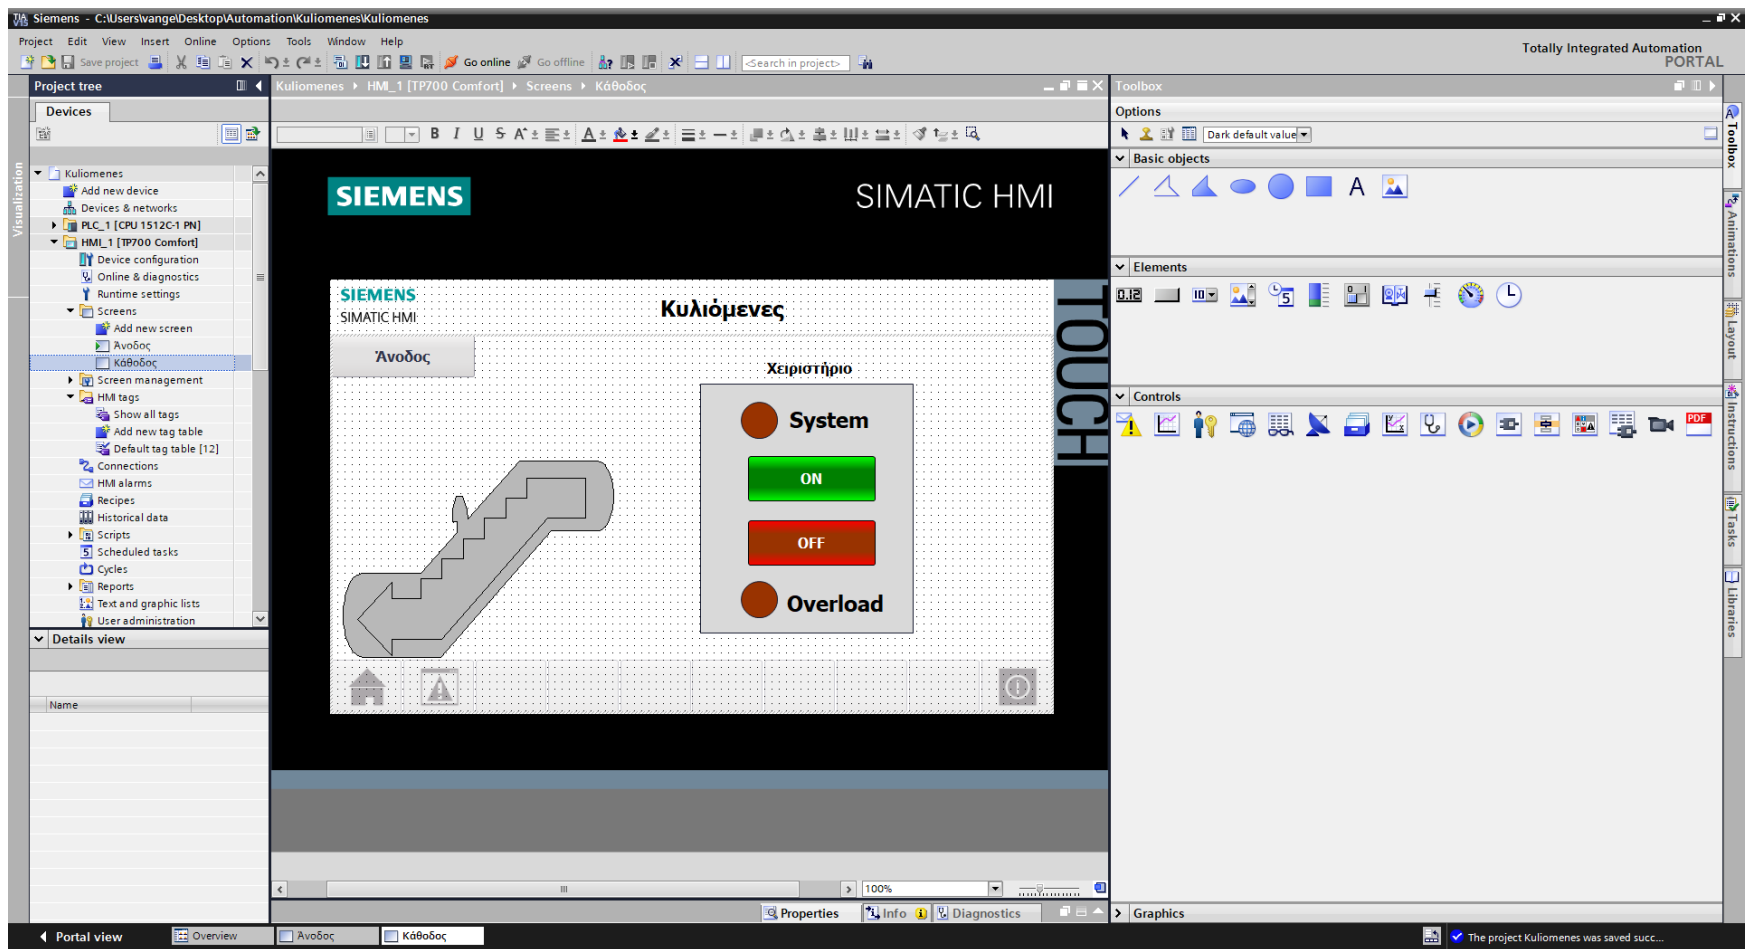 Siemens - C:\Users\vange\Desktop\Automation\Kuliomenes\Kuliomenes
Project Edit View Insert Online Options Tools Window Help
Totally Integrated Automation
PORTAL
Save project
Go online
Go offline
<Search in project>
Project tree
Kuliomenes
HMI_1 [TP700 Comfort]
Screens
Κάθοδος
Toolbox
Devices
Options
Dark default value
Visualization
Kuliomenes
Add new device
Devices & networks
PLC_1 [CPU 1512C-1 PN]
HMI_1 [TP700 Comfort]
Device configuration
Online & diagnostics
Runtime settings
Screens
Add new screen
Άνοδος
Κάθοδος
Screen management
HMI tags
Show all tags
Add new tag table
Default tag table [12]
Connections
HMI alarms
Recipes
Historical data
Scripts
Scheduled tasks
Cycles
Reports
Text and graphic lists
User administration
Details view
Name
B I U S A A
SIEMENS
SIMATIC HMI
TOUCH
SIEMENS
SIMATIC HMI
Κυλιόμενες
Άνοδος
Χειριστήριο
System
ON
OFF
Overload
100%
Properties
Info
Diagnostics
Basic objects
A
Elements
0.12
10
5
Controls
PDF
Graphics
Toolbox
Animations
Layout
Instructions
Tasks
Libraries
Portal view
Overview
Άνοδος
Κάθοδος
The project Kuliomenes was saved succ...